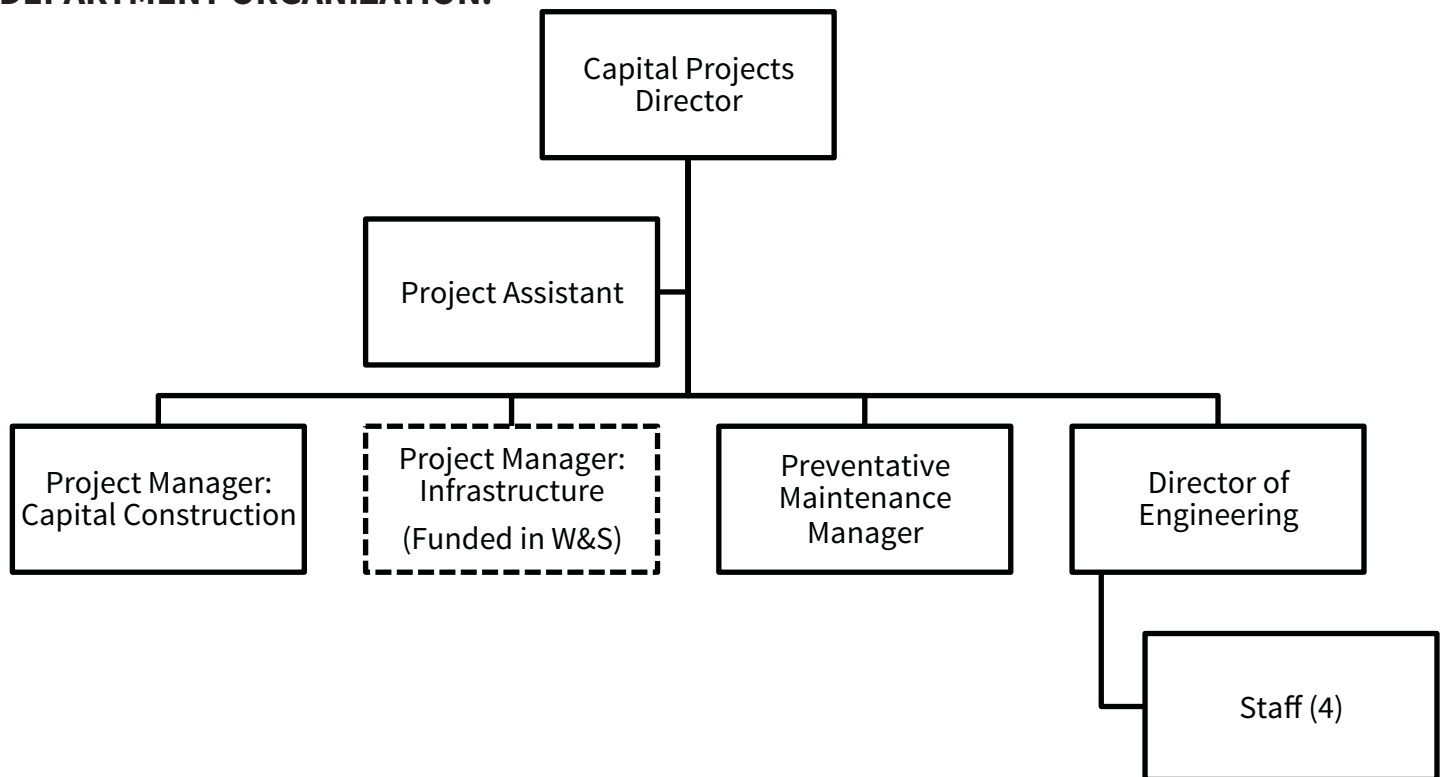 DEPARTMENT ORGANIZATION:
Capital Projects
Director
Project Assistant
Project Manager:
Capital Construction
Project Manager:
Infrastructure
(Funded in W&S)
Preventative
Maintenance
Manager
Director of
Engineering
Staff (4)